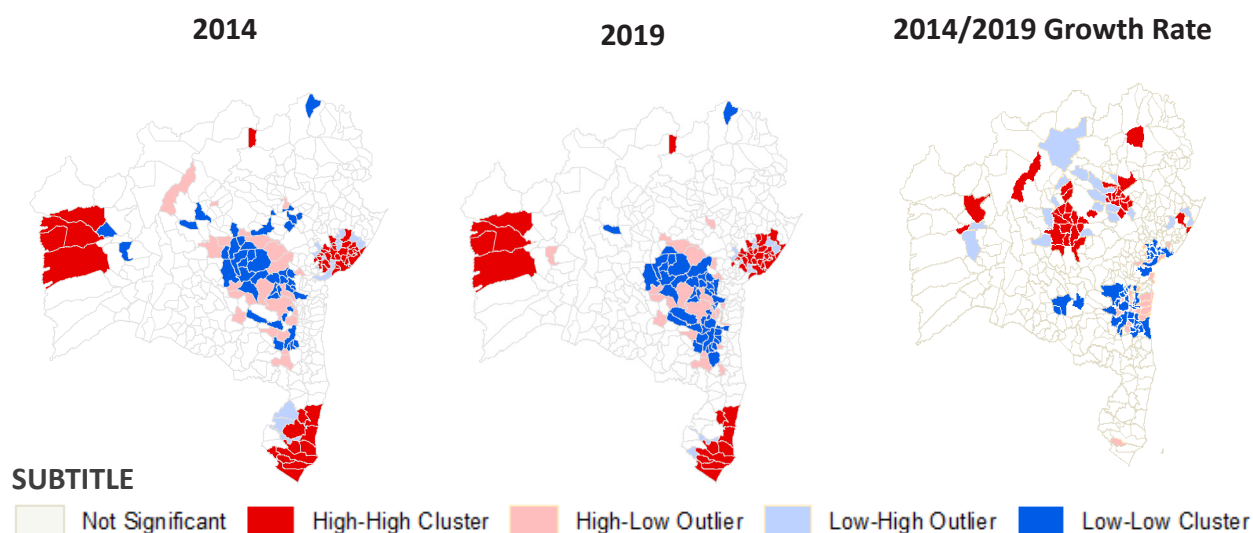 2014
2019
2014/2019 Growth Rate
SUBTITLE
Not Significant
High-High Cluster
High-Low Outlier
Low-High Outlier
Low-Low Cluster